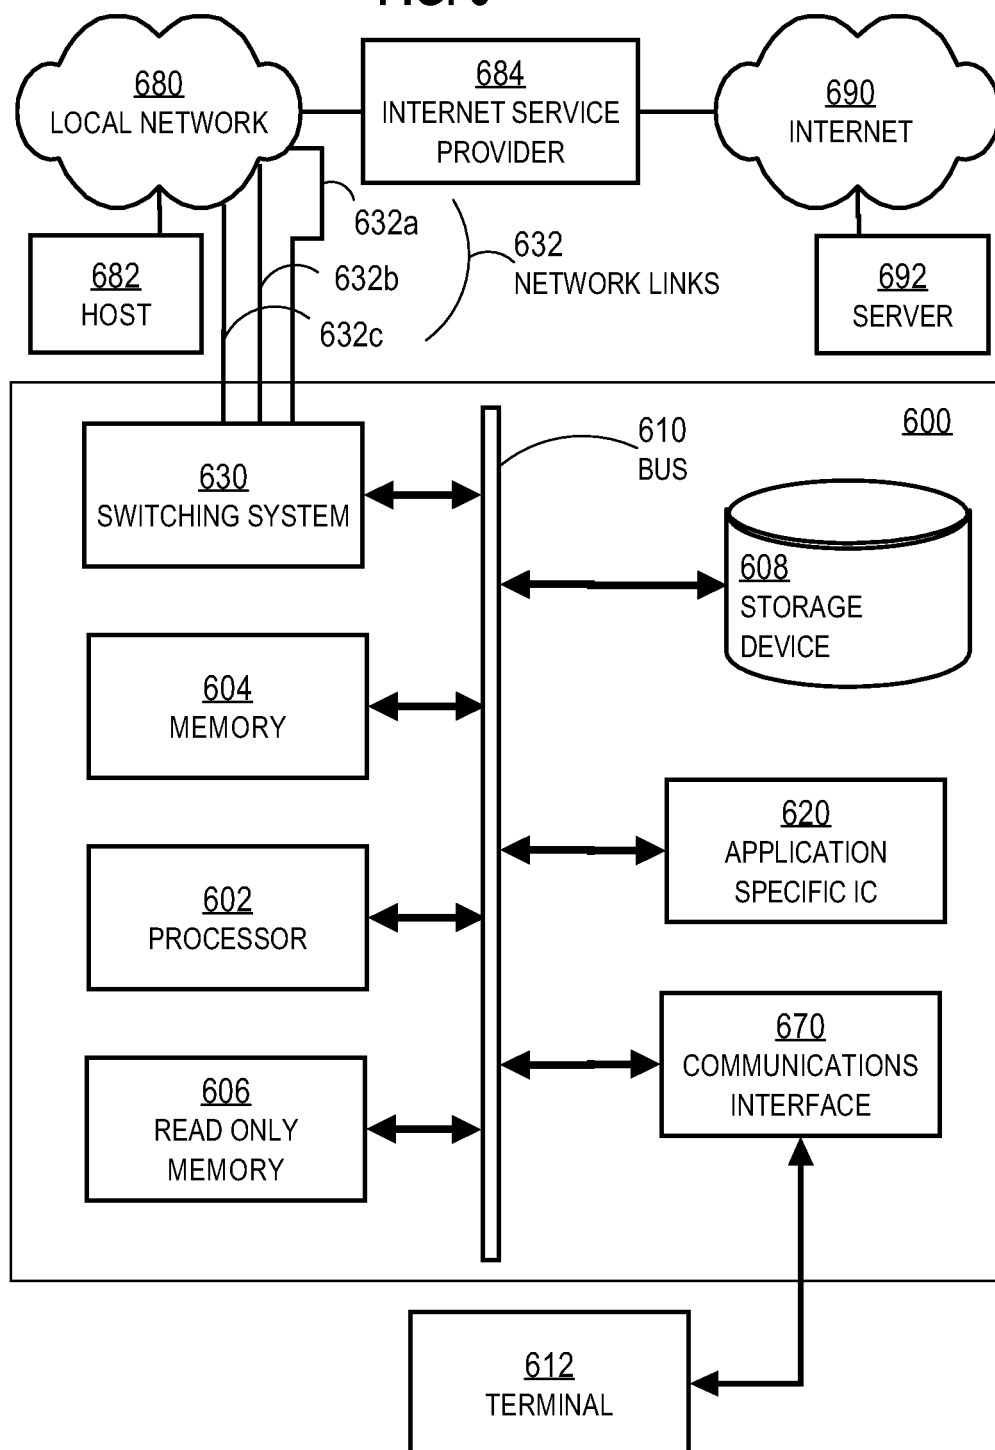 680
LOCAL NETWORK
684
INTERNET SERVICE
PROVIDER
690
INTERNET
632a
632b
632c
632
NETWORK LINKS
682
HOST
692
SERVER
600
610
BUS
630
SWITCHING SYSTEM
608
STORAGE
DEVICE
604
MEMORY
620
APPLICATION
SPECIFIC IC
602
PROCESSOR
670
COMMUNICATIONS
INTERFACE
606
READ ONLY
MEMORY
612
TERMINAL